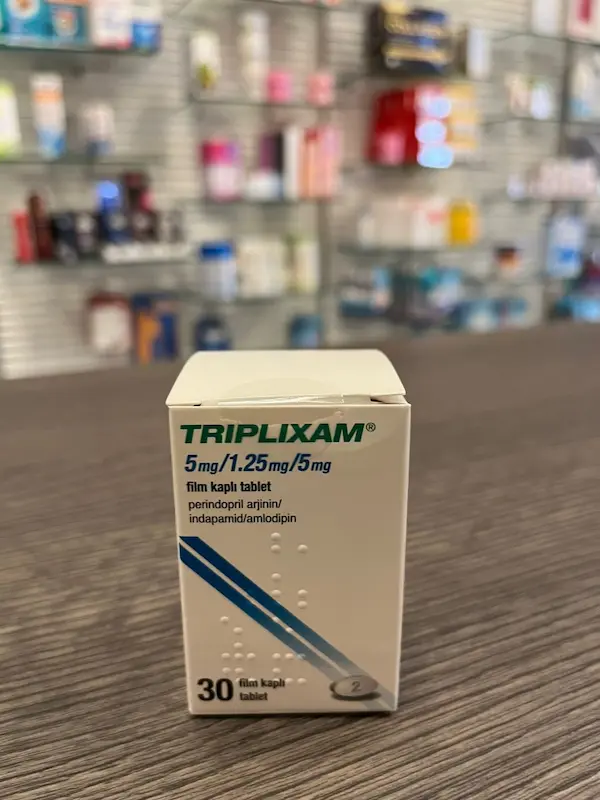 TRIPLIXAM®
5mg/1.25mg/5mg
film kaplı tablet
perindopril arjinin/
indapamid/amlodipin
30 film kaplı
tablet
2